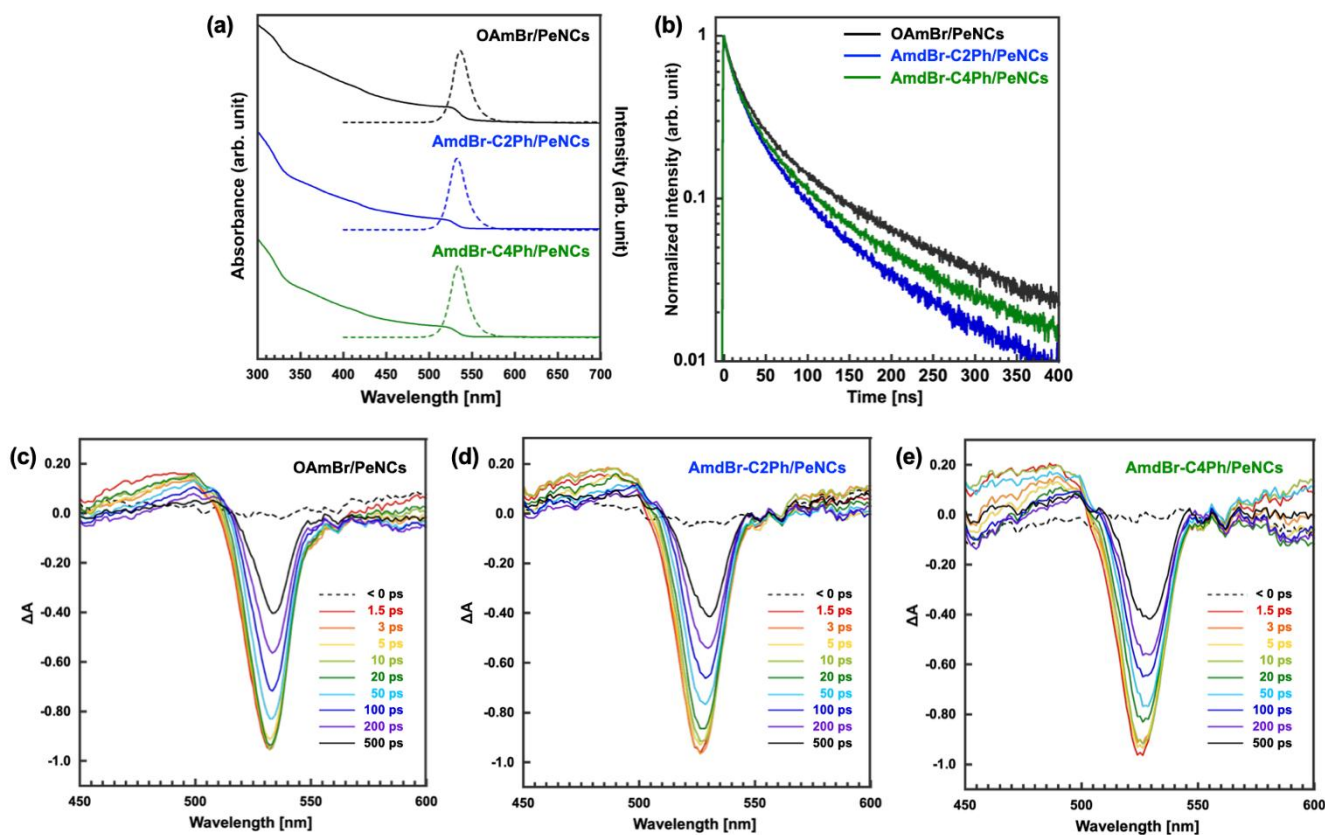 (a)
OAmBr/PeNCs
AmdBr-C2Ph/PeNCs
AmdBr-C4Ph/PeNCs
Absorbance (arb. unit)
Intensity (arb. unit)
300 350 400 450 500 550 600 650 700
Wavelength [nm]
(b)
OAmBr/PeNCs
AmdBr-C2Ph/PeNCs
AmdBr-C4Ph/PeNCs
Normalized intensity (arb. unit)
1
0.1
0.01
0 50 100 150 200 250 300 350 400
Time [ns]
(c)
OAmBr/PeNCs
0.20
0.0
-0.20
-0.40
-0.60
-0.80
-1.0
ΔA
< 0 ps
1.5 ps
3 ps
5 ps
10 ps
20 ps
50 ps
100 ps
200 ps
500 ps
450 500 550 600
Wavelength [nm]
(d)
AmdBr-C2Ph/PeNCs
0.20
0.0
-0.20
-0.40
-0.60
-0.80
-1.0
ΔA
< 0 ps
1.5 ps
3 ps
5 ps
10 ps
20 ps
50 ps
100 ps
200 ps
500 ps
450 500 550 600
Wavelength [nm]
(e)
AmdBr-C4Ph/PeNCs
0.20
0.0
-0.20
-0.40
-0.60
-0.80
-1.0
ΔA
< 0 ps
1.5 ps
3 ps
5 ps
10 ps
20 ps
50 ps
100 ps
200 ps
500 ps
450 500 550 600
Wavelength [nm]